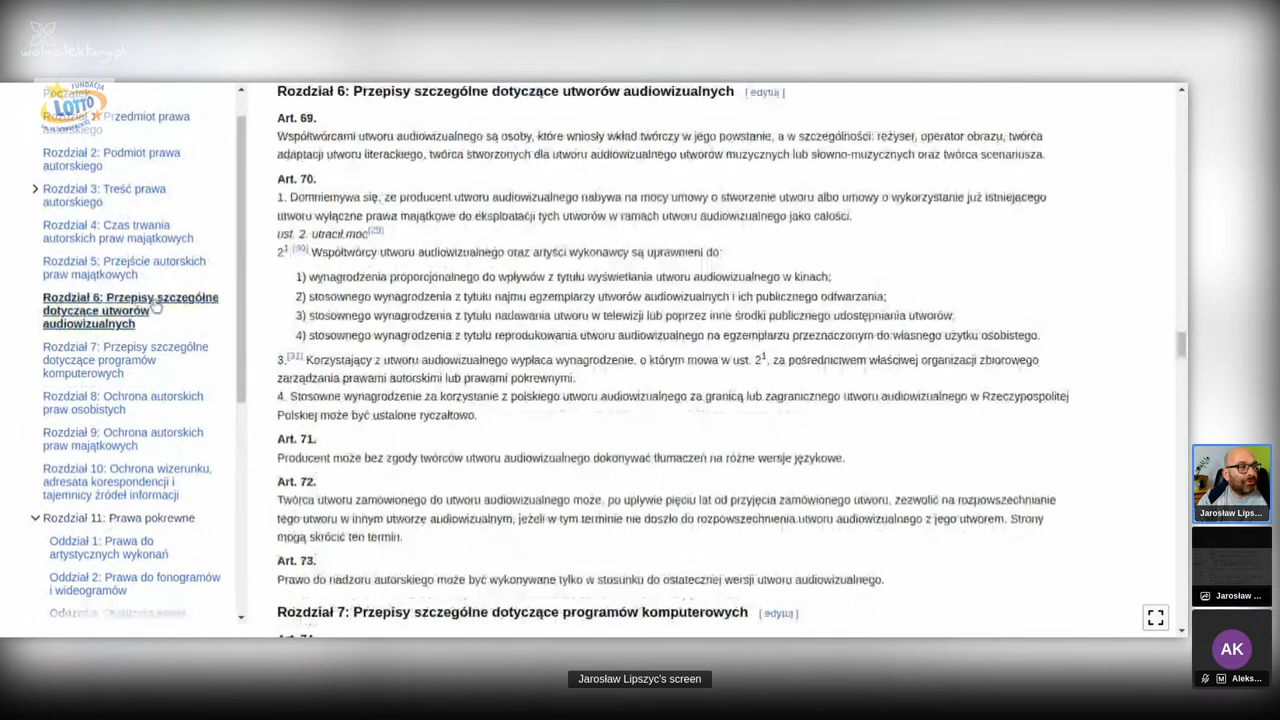 wolnelektury.pl
FUNDACJA
LOTTO
Początek
Przedmiot prawa
autorskiego
Rozdział 2: Podmiot prawa
autorskiego
Rozdział 3: Treść prawa
autorskiego
Rozdział 4: Czas trwania
autorskich praw majątkowych
Rozdział 5: Przejście autorskich
praw majątkowych
Rozdział 6: Przepisy szczególne
dotyczące utworów
audiowizualnych
Rozdział 7: Przepisy szczególne
dotyczące programów
komputerowych
Rozdział 8: Ochrona autorskich
praw osobistych
Rozdział 9: Ochrona autorskich
praw majątkowych
Rozdział 10: Ochrona wizerunku,
adresata korespondencji i
tajemnicy źródeł informacji
Rozdział 11: Prawa pokrewne
Oddział 1: Prawa do
artystycznych wykonań
Oddział 2: Prawa do fonogramów
i wideogramów
Rozdział 6: Przepisy szczególne dotyczące utworów audiowizualnych [ edytuj ]
Art. 69.
Współtwórcami utworu audiowizualnego są osoby, które wniosły wkład twórczy w jego powstanie, a w szczególności: reżyser, operator obrazu, twórca
adaptacji utworu literackiego, twórca stworzonych dla utworu audiowizualnego utworów muzycznych lub słowno-muzycznych oraz twórca scenariusza.
Art. 70.
1. Domniemywa się, że producent utworu audiowizualnego nabywa na mocy umowy o stworzenie utworu albo umowy o wykorzystanie już istniejącego
utworu wyłączne prawa majątkowe do eksploatacji tych utworów w ramach utworu audiowizualnego jako całości.
ust. 2. utracił moc[29]
2¹ [30]. Współtwórcy utworu audiowizualnego oraz artyści wykonawcy są uprawnieni do:
1) wynagrodzenia proporcjonalnego do wpływów z tytułu wyświetlania utworu audiowizualnego w kinach;
2) stosownego wynagrodzenia z tytułu najmu egzemplarzy utworów audiowizualnych i ich publicznego odtwarzania;
3) stosownego wynagrodzenia z tytułu nadawania utworu w telewizji lub poprzez inne środki publicznego udostępniania utworów;
4) stosownego wynagrodzenia z tytułu reprodukowania utworu audiowizualnego na egzemplarzu przeznaczonym do własnego użytku osobistego.
3.[31] Korzystający z utworu audiowizualnego wypłaca wynagrodzenie, o którym mowa w ust. 2¹, za pośrednictwem właściwej organizacji zbiorowego
zarządzania prawami autorskimi lub prawami pokrewnymi.
4. Stosowne wynagrodzenie za korzystanie z polskiego utworu audiowizualnego za granicą lub zagranicznego utworu audiowizualnego w Rzeczypospolitej
Polskiej może być ustalone ryczałtowo.
Art. 71.
Producent może bez zgody twórców utworu audiowizualnego dokonywać tłumaczeń na różne wersje językowe.
Art. 72.
Twórca utworu zamówionego do utworu audiowizualnego może, po upływie pięciu lat od przyjęcia zamówionego utworu, zezwolić na rozpowszechnianie
tego utworu w innym utworze audiowizualnym, jeżeli w tym terminie nie doszło do rozpowszechnienia utworu audiowizualnego z jego utworem. Strony
mogą skrócić ten termin.
Art. 73.
Prawo do nadzoru autorskiego może być wykonywane tylko w stosunku do ostatecznej wersji utworu audiowizualnego.
Rozdział 7: Przepisy szczególne dotyczące programów komputerowych [ edytuj ]
Jarosław Lips...
Jarosław ...
AK
Aleks...
Jarosław Lipszyc's screen